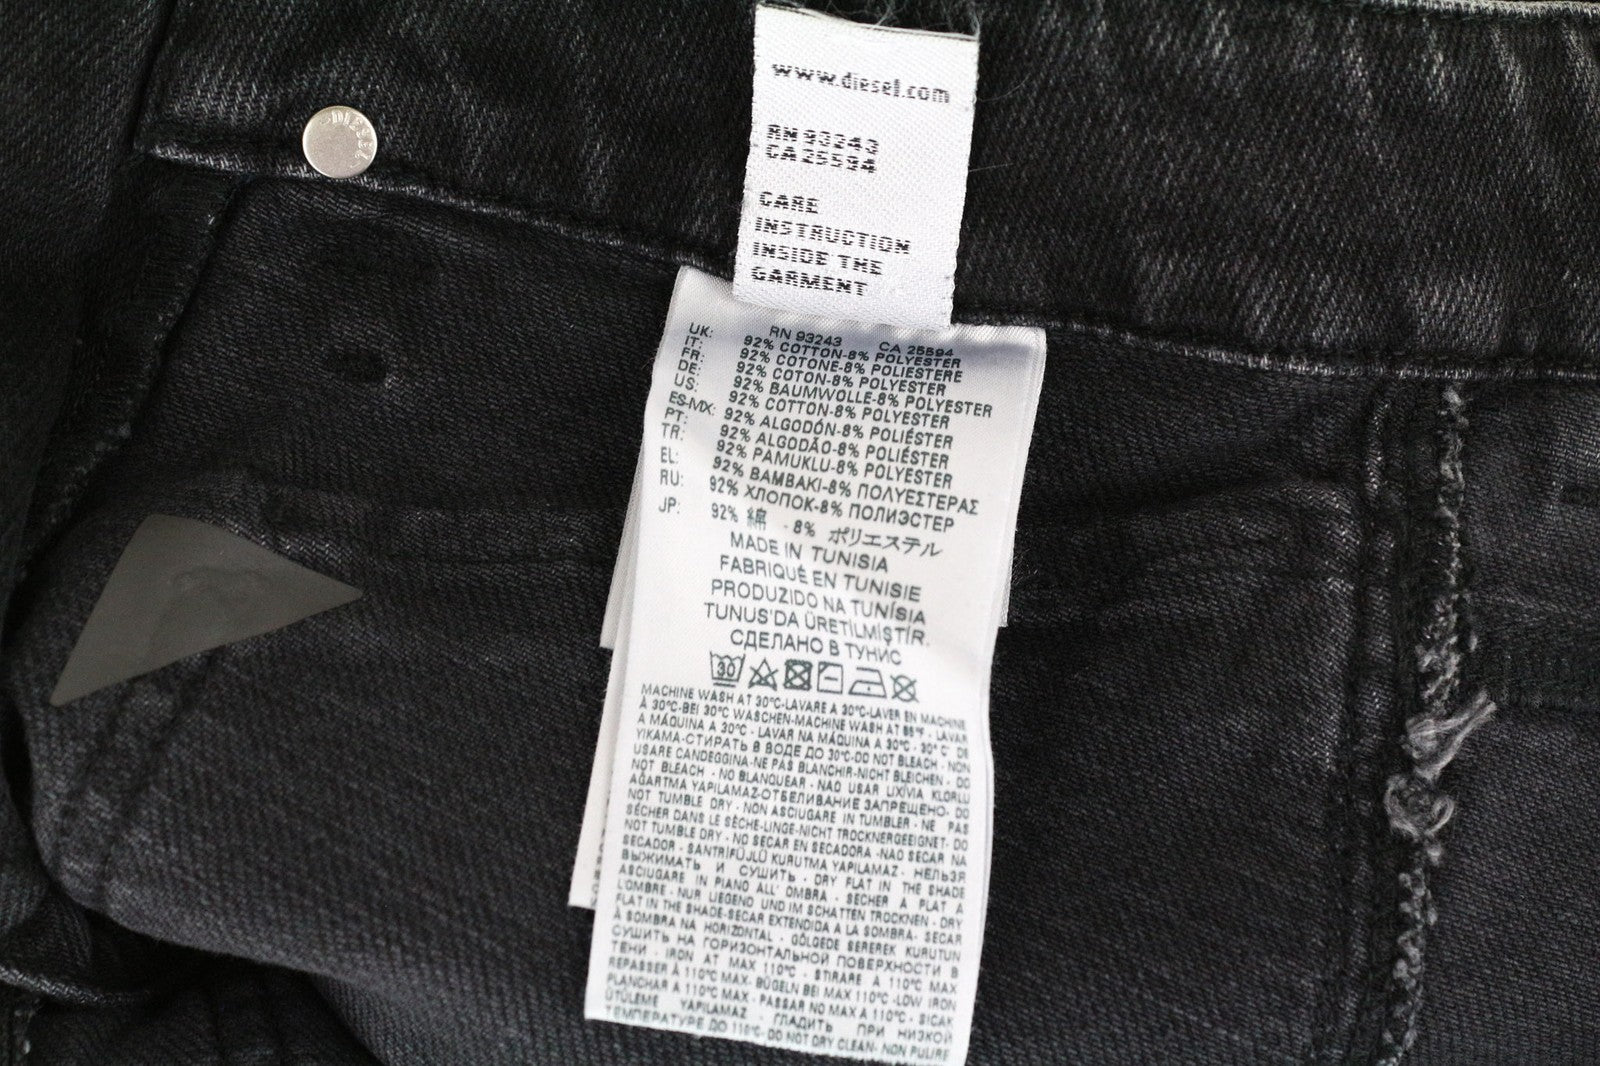 DIESEL
www.diesel.com
RN 93243
CA 25594
CARE
INSTRUCTION
INSIDE THE
GARMENT
RN 93243 CA 25594
UK: 92% COTTON-8% POLYESTER
IT: 92% COTONE-8% POLIESTERE
FR: 92% COTON-8% POLYESTER
DE: 92% BAUMWOLLE-8% POLYESTER
US: 92% COTTON-8% POLYESTER
ES-MX: 92% ALGODÓN-8% POLIÉSTER
PT: 92% ALGODÃO-8% POLIÉSTER
TR: 92% PAMUKLU-8% POLYESTER
EL: 92% ΒΑΜΒΑΚΙ-8% ΠΟΛΥΕΣΤΕΡΑΣ
RU: 92% ХЛОПОК-8% ПОЛИЭСТЕР
JP: 92% 綿 - 8% ポリエステル
MADE IN TUNISIA
FABRIQUÉ EN TUNISIE
PRODUZIDO NA TUNÍSIA
TUNUS'DA ÜRETILMIŞTIR.
СДЕЛАНО В ТУНИС
30
MACHINE WASH AT 30°C-LAVARE A 30°C-LAVER EN MACHINE
À 30°C-BEI 30°C WASCHEN-MACHINE WASH AT 86°F - LAVAR
A MÁQUINA A 30°C - LAVAR NA MÁQUINA A 30°C - 30° C' DE
YIKAMA-СТИРАТЬ В ВОДЕ ДО 30°C-DO NOT BLEACH - NON
USARE CANDEGGINA-NE PAS BLANCHIR-NICHT BLEICHEN - DO
NOT BLEACH - NO BLANQUEAR - NAO USAR LIXÍVIA KLORLU
AĞARTMA YAPILAMAZ-ОТБЕЛИВАНИЕ ЗАПРЕЩЕНО- DO
NOT TUMBLE DRY - NON ASCIUGARE IN TUMBLER - NE PAS
SÉCHER DANS LE SÈCHE-LINGE-NICHT TROCKNERGEEIGNET- DO
NOT TUMBLE DRY - NO SECAR EN SECADORA -NAO SECAR NA
SECADOR - SANTRİFÜJLÜ KURUTMA YAPILAMAZ - НЕЛЬЗЯ
ВЫЖИМАТЬ И СУШИТЬ - DRY FLAT IN THE SHADE
ASCIUGARE IN PIANO ALL' OMBRA - SÉCHER À PLAT À
L'OMBRE - NUR LIEGEND UND IM SCHATTEN TROCKNEN - DRY
FLAT IN THE SHADE-SECAR EXTENDIDA A LA SOMBRA- SECAR
À SOMBRA NA HORIZONTAL - GÖLGEDE SEREREK KURUTUN
СУШИТЬ НА ГОРИЗОНТАЛЬНОЙ ПОВЕРХНОСТИ В
ТЕНИ - IRON AT MAX 110°C - STIRARE A 110°C MAX
REPASSER À 110°C MAX- BÜGELN BEI MAX 110°C -LOW IRON
PLANCHAR A 110°C MAX - PASSAR NO MAX A 110°C - SICAK
ÜTÜLEME YAPILAMAZ - ГЛАДИТЬ ПРИ НИЗКОЙ
ТЕМПЕРАТУРЕ ДО 110°C- DO NOT DRY CLEAN- NON PULIRE